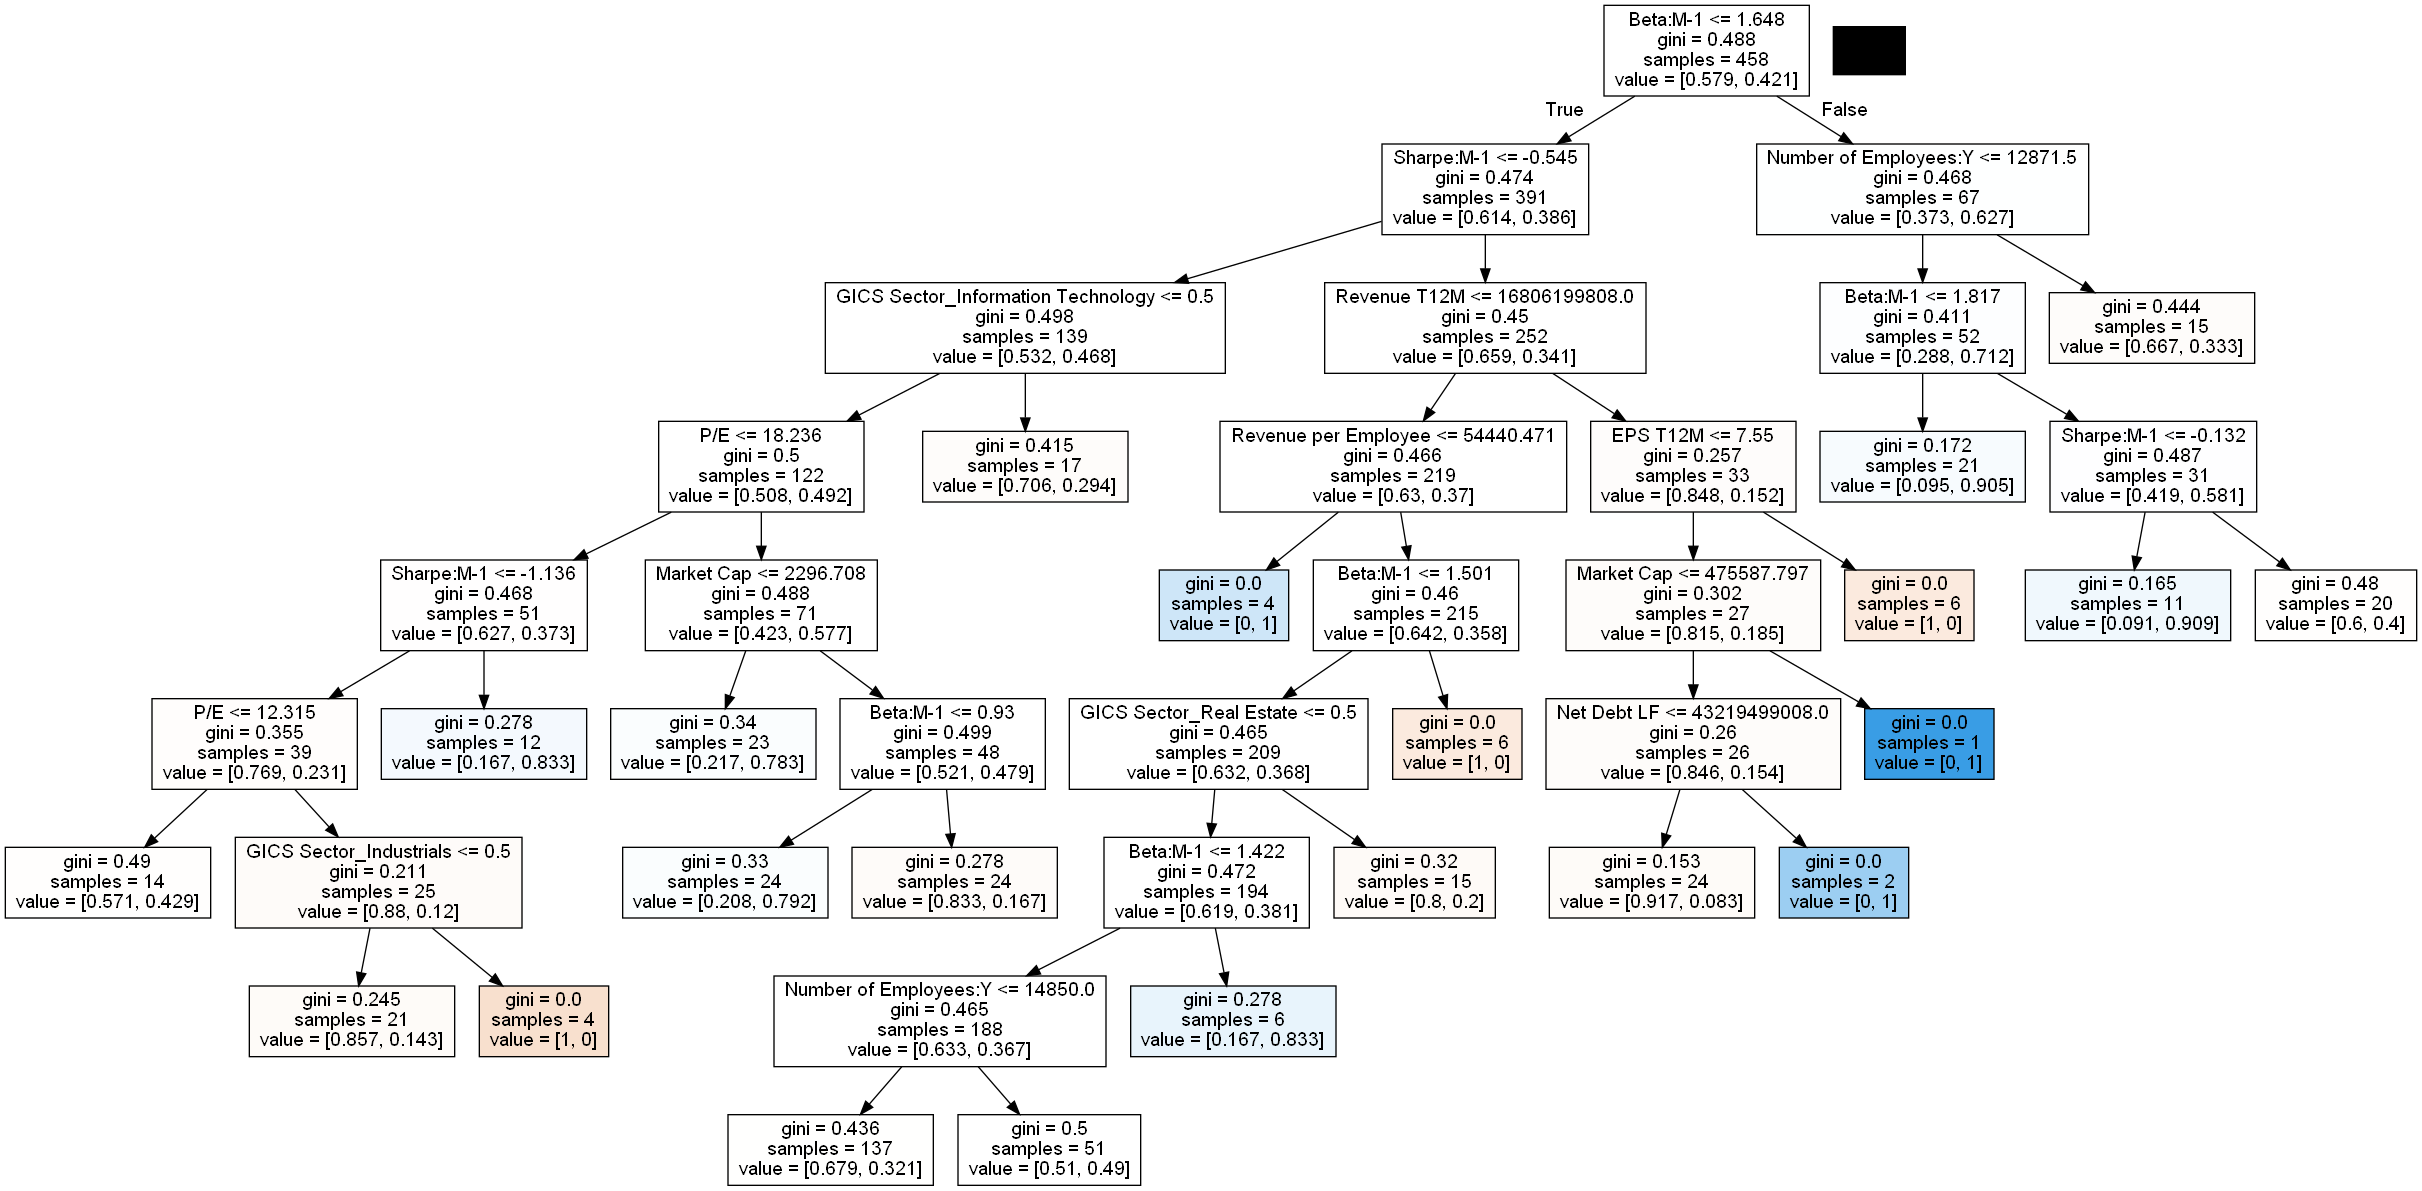 Beta:M-1 <= 1.648
gini = 0.488
samples = 458
value = [0.579, 0.421]
True
False
Sharpe:M-1 <= -0.545
gini = 0.474
samples = 391
value = [0.614, 0.386]
Number of Employees:Y <= 12871.5
gini = 0.468
samples = 67
value = [0.373, 0.627]
GICS Sector_Information Technology <= 0.5
gini = 0.498
samples = 139
value = [0.532, 0.468]
Revenue T12M <= 16806199808.0
gini = 0.45
samples = 252
value = [0.659, 0.341]
Beta:M-1 <= 1.817
gini = 0.411
samples = 52
value = [0.288, 0.712]
gini = 0.444
samples = 15
value = [0.667, 0.333]
P/E <= 18.236
gini = 0.5
samples = 122
value = [0.508, 0.492]
gini = 0.415
samples = 17
value = [0.706, 0.294]
Revenue per Employee <= 54440.471
gini = 0.466
samples = 219
value = [0.63, 0.37]
EPS T12M <= 7.55
gini = 0.257
samples = 33
value = [0.848, 0.152]
gini = 0.172
samples = 21
value = [0.095, 0.905]
Sharpe:M-1 <= -0.132
gini = 0.487
samples = 31
value = [0.419, 0.581]
Sharpe:M-1 <= -1.136
gini = 0.468
samples = 51
value = [0.627, 0.373]
Market Cap <= 2296.708
gini = 0.488
samples = 71
value = [0.423, 0.577]
gini = 0.0
samples = 4
value = [0, 1]
Beta:M-1 <= 1.501
gini = 0.46
samples = 215
value = [0.642, 0.358]
Market Cap <= 475587.797
gini = 0.302
samples = 27
value = [0.815, 0.185]
gini = 0.0
samples = 6
value = [1, 0]
gini = 0.165
samples = 11
value = [0.091, 0.909]
gini = 0.48
samples = 20
value = [0.6, 0.4]
P/E <= 12.315
gini = 0.355
samples = 39
value = [0.769, 0.231]
gini = 0.278
samples = 12
value = [0.167, 0.833]
gini = 0.34
samples = 23
value = [0.217, 0.783]
Beta:M-1 <= 0.93
gini = 0.499
samples = 48
value = [0.521, 0.479]
GICS Sector_Real Estate <= 0.5
gini = 0.465
samples = 209
value = [0.632, 0.368]
gini = 0.0
samples = 6
value = [1, 0]
Net Debt LF <= 43219499008.0
gini = 0.26
samples = 26
value = [0.846, 0.154]
gini = 0.0
samples = 1
value = [0, 1]
gini = 0.49
samples = 14
value = [0.571, 0.429]
GICS Sector_Industrials <= 0.5
gini = 0.211
samples = 25
value = [0.88, 0.12]
gini = 0.33
samples = 24
value = [0.208, 0.792]
gini = 0.278
samples = 24
value = [0.833, 0.167]
Beta:M-1 <= 1.422
gini = 0.472
samples = 194
value = [0.619, 0.381]
gini = 0.32
samples = 15
value = [0.8, 0.2]
gini = 0.153
samples = 24
value = [0.917, 0.083]
gini = 0.0
samples = 2
value = [0, 1]
gini = 0.245
samples = 21
value = [0.857, 0.143]
gini = 0.0
samples = 4
value = [1, 0]
Number of Employees:Y <= 14850.0
gini = 0.465
samples = 188
value = [0.633, 0.367]
gini = 0.278
samples = 6
value = [0.167, 0.833]
gini = 0.436
samples = 137
value = [0.679, 0.321]
gini = 0.5
samples = 51
value = [0.51, 0.49]